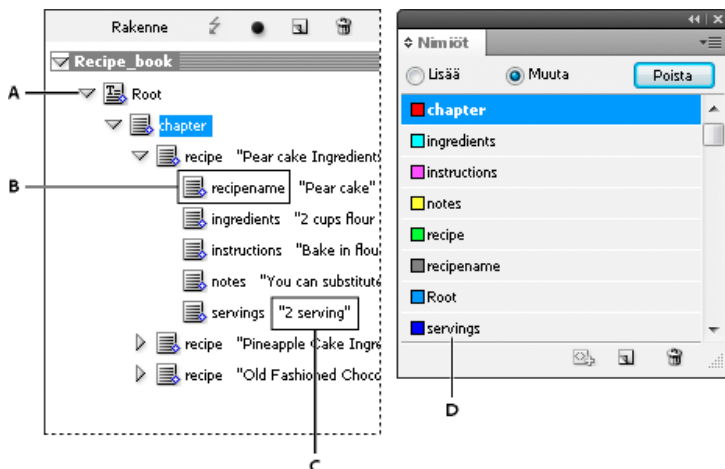 Rakenne
Recipe_book
A
Root
chapter
recipe "Pear cake Ingredients
B
recipename "Pear cake"
ingredients "2 cups flour
instructions "Bake in flou
notes "You can substitute
servings "2 serving"
recipe "Pineapple Cake Ingre
recipe "Old Fashioned Choco
C
Nimiöt
Lisää Muuta Poista
chapter
ingredients
instructions
notes
recipe
recipename
Root
servings
D